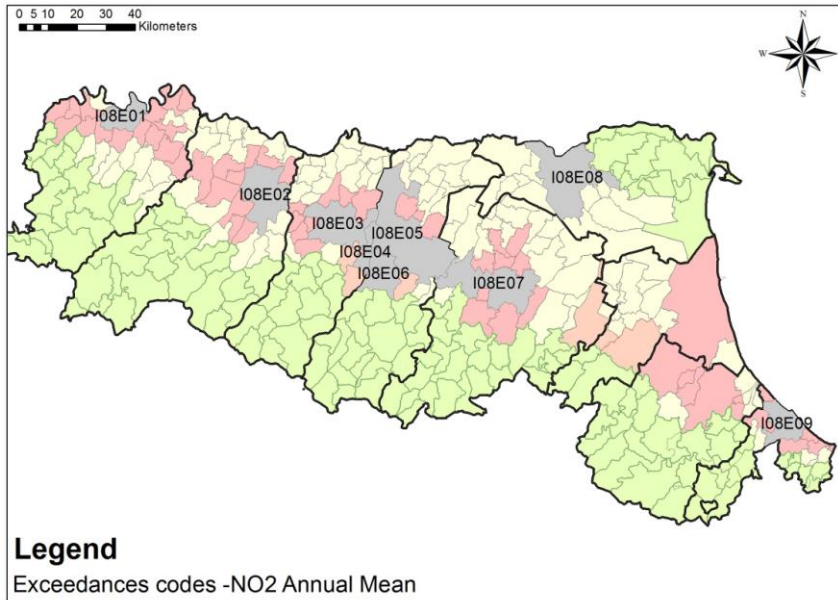 0 5 10 20 30 40
Kilometers
N
W E
S
I08E01
I08E08
I08E02
I08E03
I08E05
I08E04
I08E06
I08E07
I08E09
Legend
Exceedances codes -NO2 Annual Mean